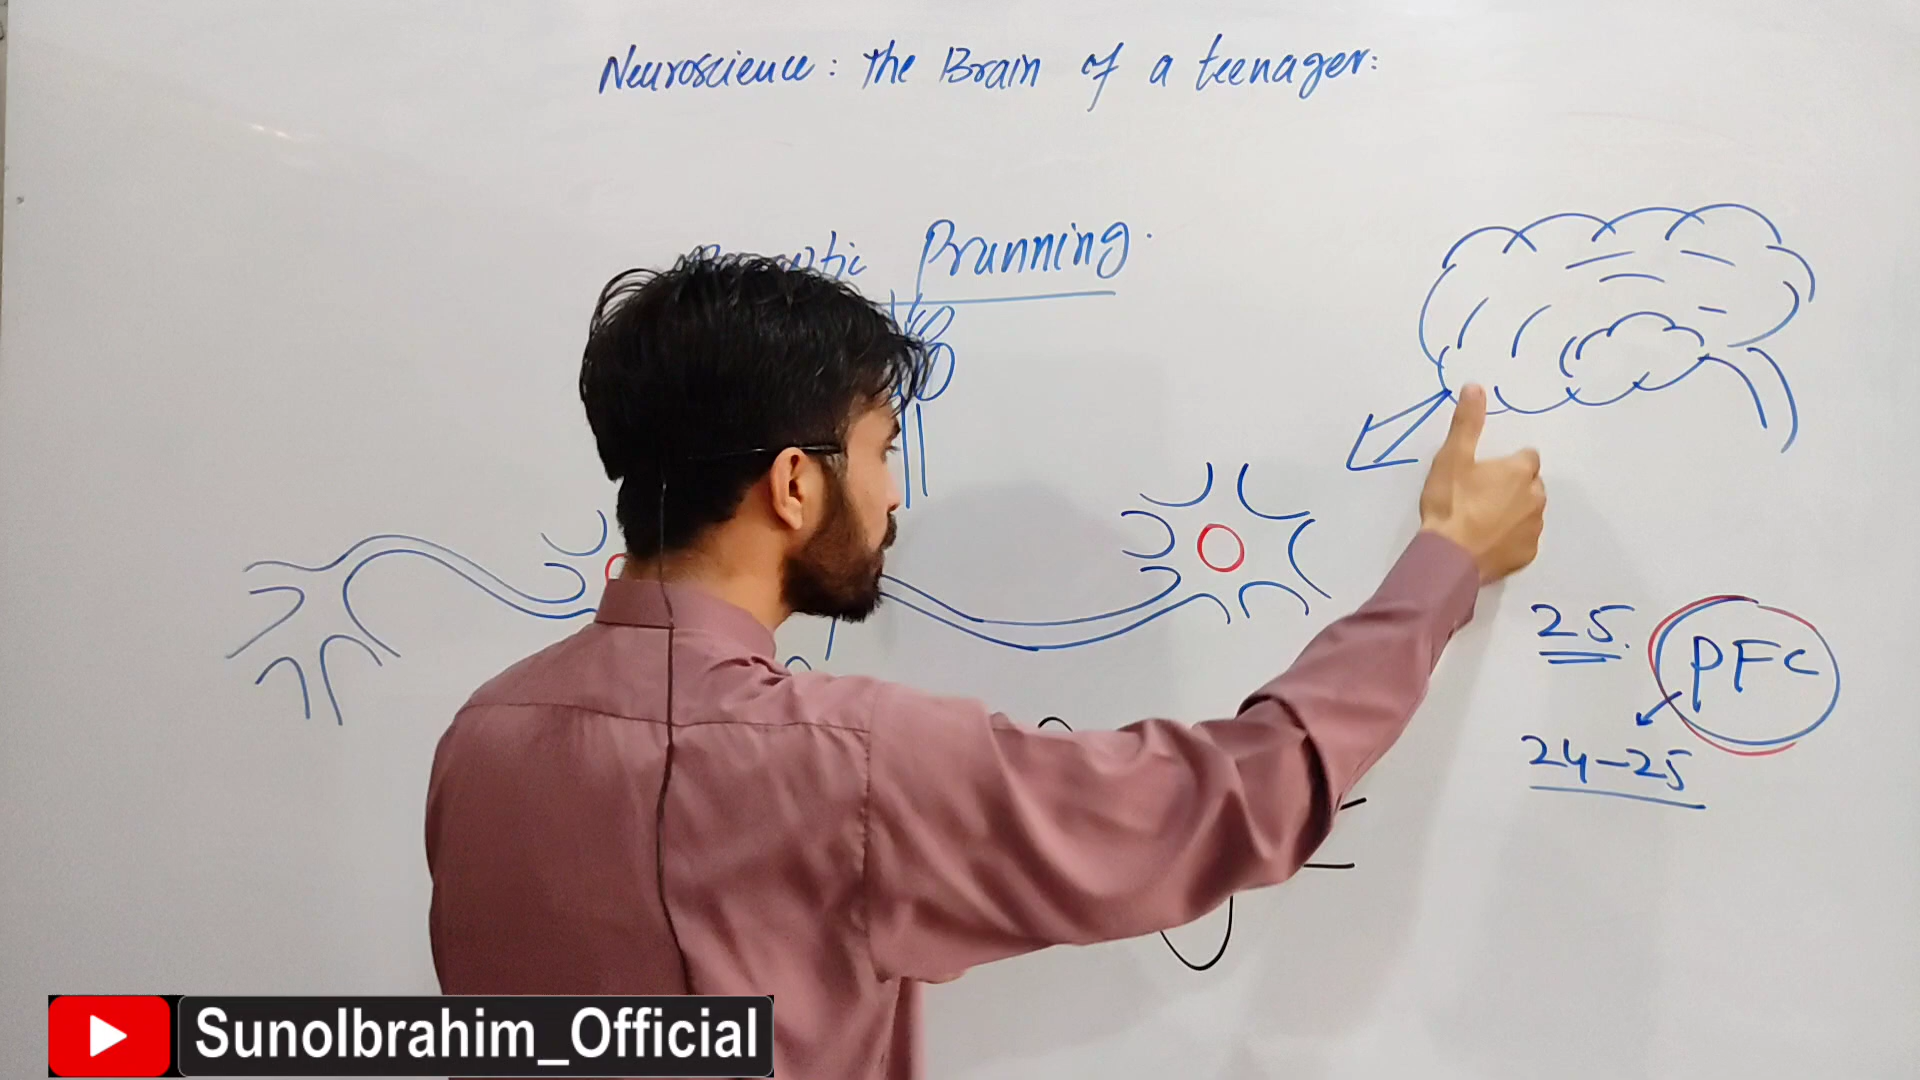 Neuroscience: the Brain of a teenager:
Prunning.
25.
PFC
24-25
SunoIbrahim_Official